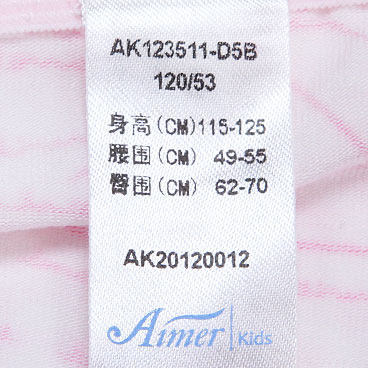 AK123511-D5B
120/53
身高(CM)115-125
腰围(CM) 49-55
臀围(CM) 62-70
AK20120012
Aimer | Kids